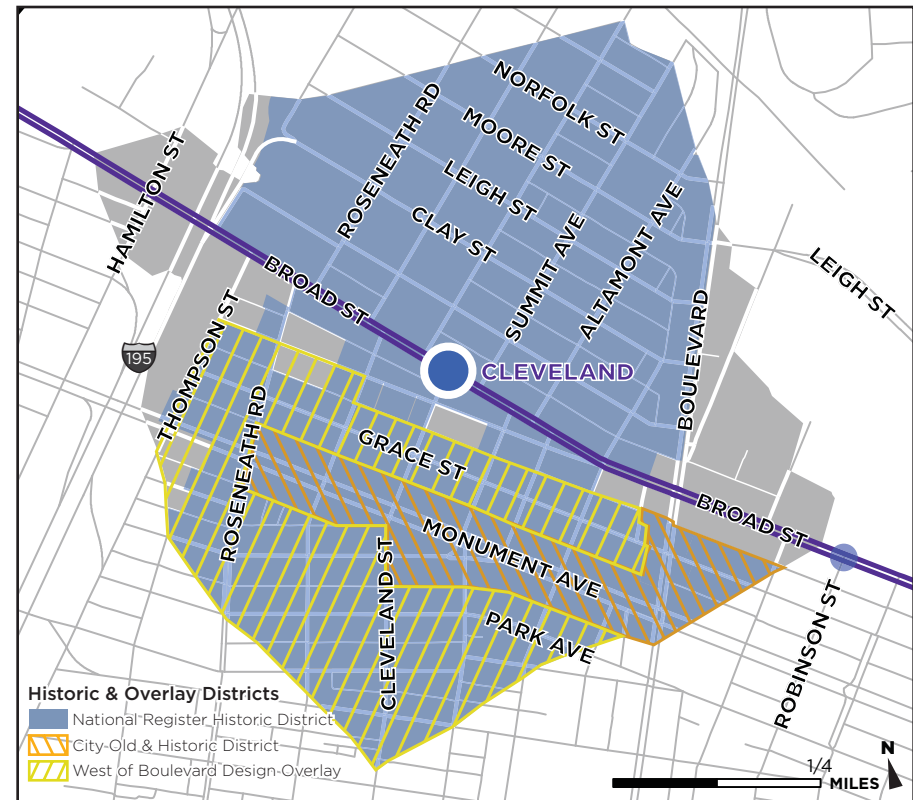 NORFOLK ST
MOORE ST
ROSENEATH RD
LEIGH ST
CLAY ST
HAMILTON ST
SUMMIT AVE
ALTAMONT AVE
LEIGH ST
BROAD ST
THOMPSON ST
BOULEVARD
195
CLEVELAND
ROSENEATH RD
GRACE ST
BROAD ST
MONUMENT AVE
CLEVELAND ST
PARK AVE
ROBINSON ST
Historic & Overlay Districts
National Register Historic District
City Old & Historic District
West of Boulevard Design Overlay
N
1/4
MILES